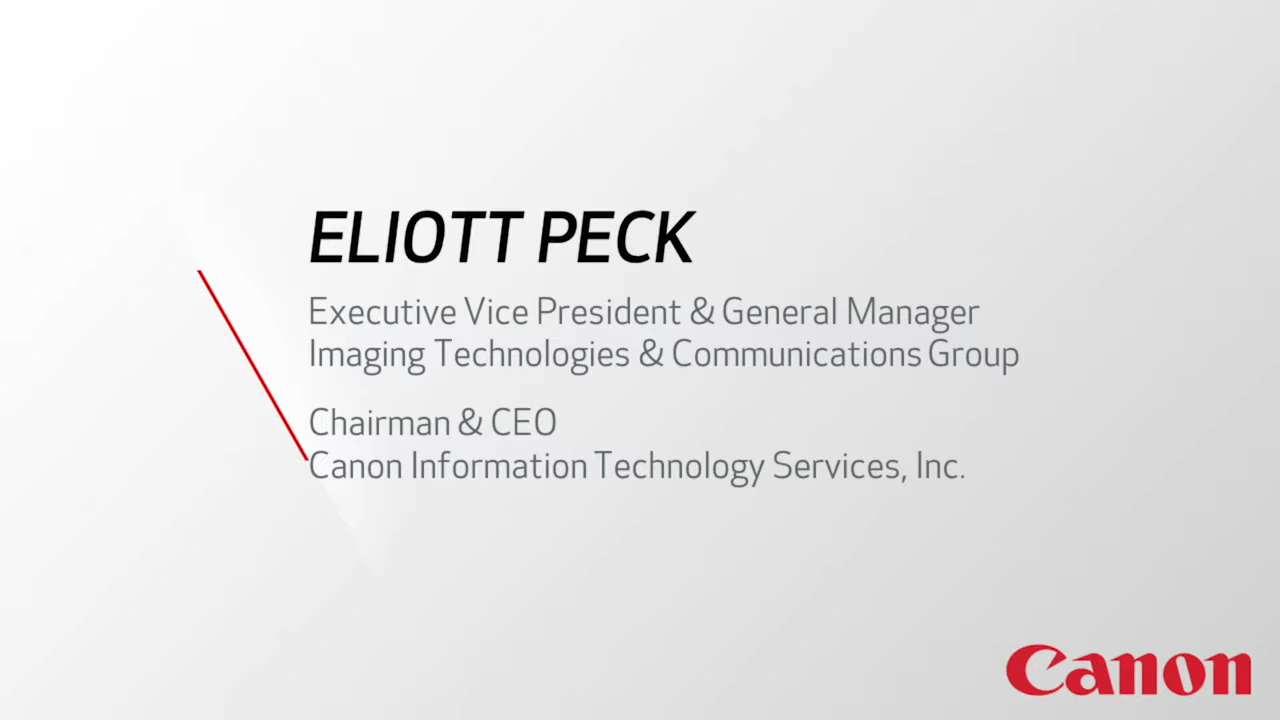 ELIOTT PECK
Executive Vice President & General Manager
Imaging Technologies & Communications Group
Chairman & CEO
Canon Information Technology Services, Inc.
Canon